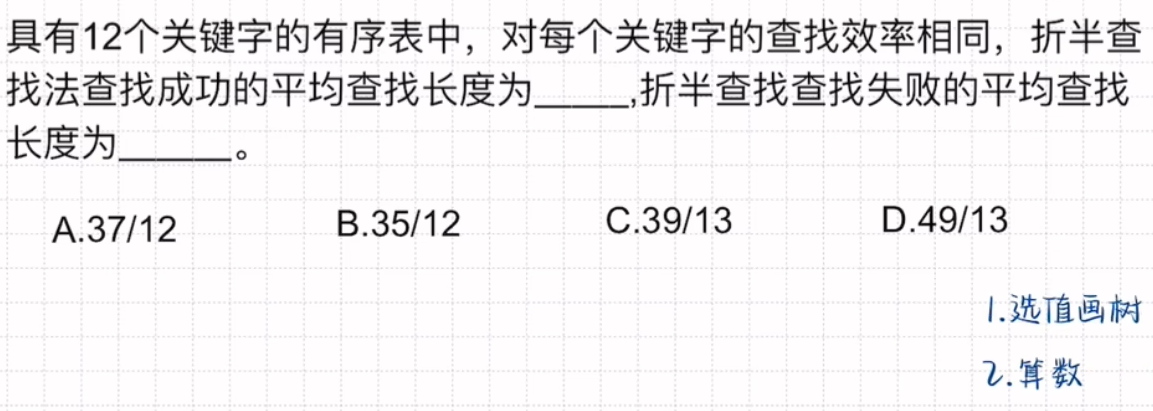 具有12个关键字的有序表中，对每个关键字的查找效率相同，折半查
找法查找成功的平均查找长度为_____,折半查找查找失败的平均查找
长度为______。
A.37/12 B.35/12 C.39/13 D.49/13
1.选值画树
2.算数